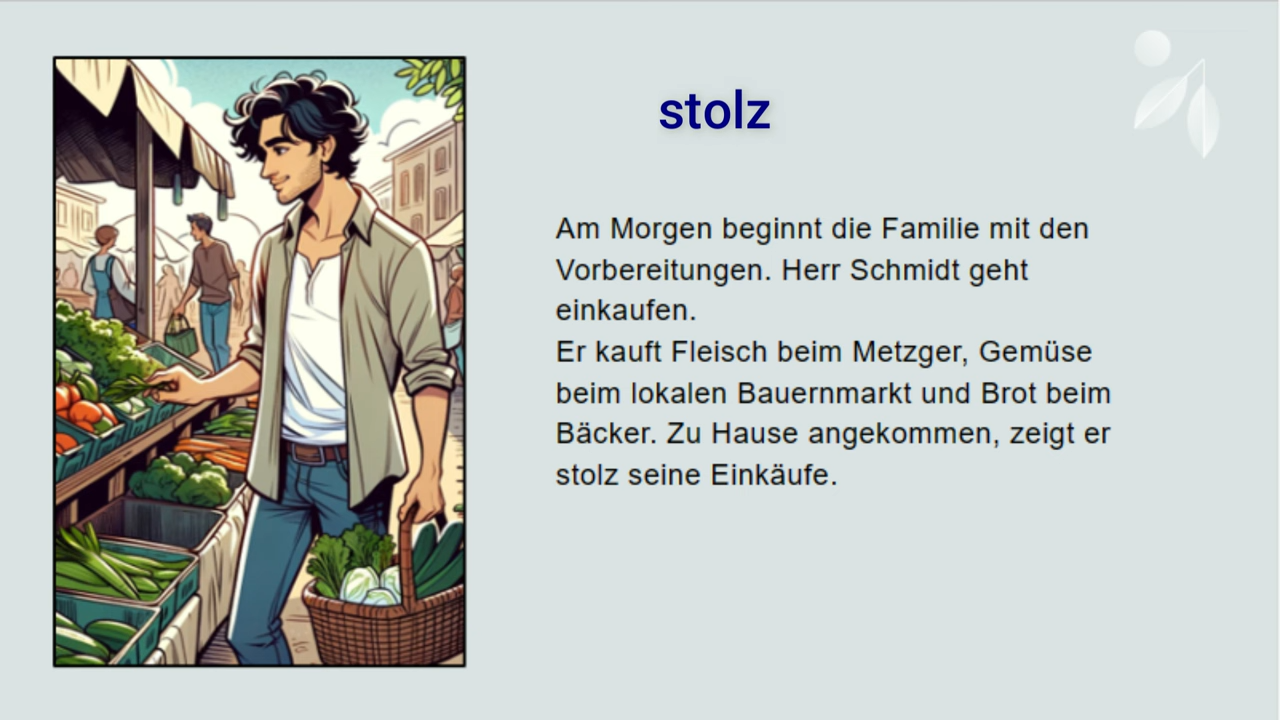 stolz
Am Morgen beginnt die Familie mit den
Vorbereitungen. Herr Schmidt geht
einkaufen.
Er kauft Fleisch beim Metzger, Gemüse
beim lokalen Bauernmarkt und Brot beim
Bäcker. Zu Hause angekommen, zeigt er
stolz seine Einkäufe.